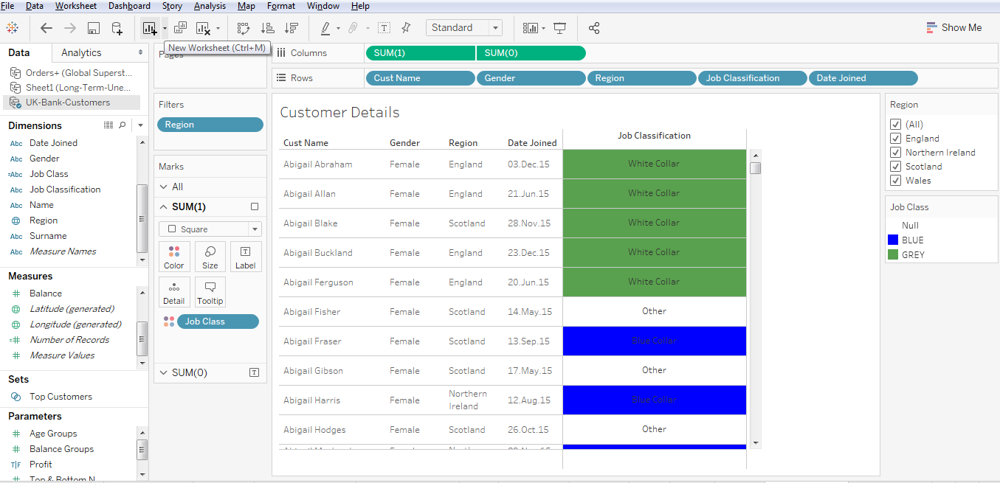 File Data Worksheet Dashboard Story Analysis Map Format Window Help
Standard
Show Me
New Worksheet (Ctrl+M)
Data Analytics
Orders+ (Global Superst...
Sheet1 (Long-Term-Une...
UK-Bank-Customers
Dimensions
Abc Date Joined
Abc Gender
=Abc Job Class
Abc Job Classification
Abc Name
Region
Abc Surname
Abc Measure Names
Measures
# Balance
Latitude (generated)
Longitude (generated)
=# Number of Records
# Measure Values
Sets
Top Customers
Parameters
# Age Groups
# Balance Groups
T|F Profit
# Top & Bottom N
Pages
Filters
Region
Marks
All
SUM(1)
Square
Color Size T Label
Detail Tooltip
Job Class
SUM(0) T
Columns SUM(1) SUM(0)
Rows Cust Name Gender Region Job Classification Date Joined
Customer Details
Cust Name Gender Region Date Joined Job Classification
Abigail Abraham Female England 03.Dec.15 White Collar
Abigail Allan Female England 21.Jun.15 White Collar
Abigail Blake Female Scotland 28.Nov.15 White Collar
Abigail Buckland Female England 23.Dec.15 White Collar
Abigail Ferguson Female England 20.Jun.15 White Collar
Abigail Fisher Female Scotland 14.May.15 Other
Abigail Fraser Female Scotland 13.Sep.15 Blue Collar
Abigail Gibson Female Scotland 17.May.15 Other
Abigail Harris Female Northern Ireland 12.Aug.15 Blue Collar
Abigail Hodges Female Scotland 26.Oct.15 Other
Region
(All)
England
Northern Ireland
Scotland
Wales
Job Class
Null
BLUE
GREY